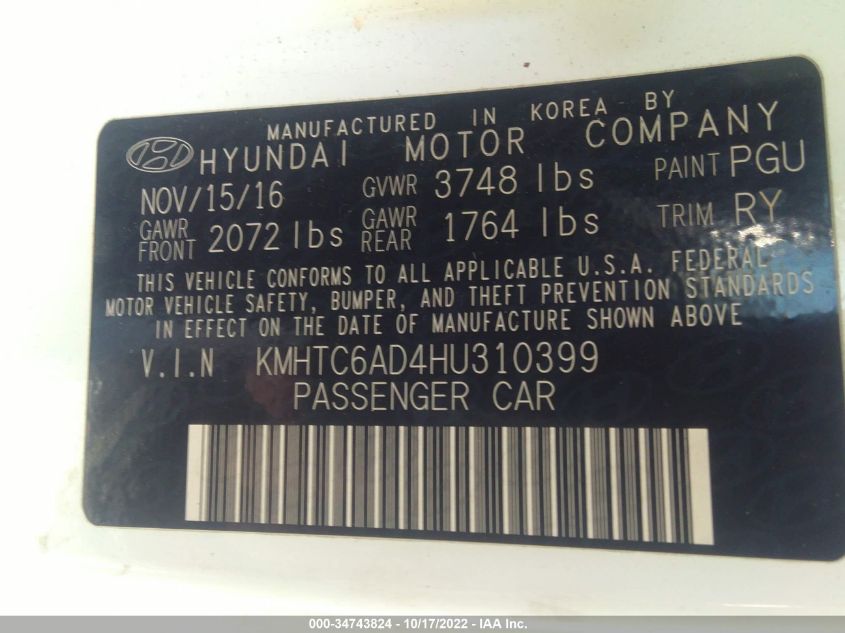 MANUFACTURED IN KOREA BY
HYUNDAI MOTOR COMPANY
NOV/15/16 GVWR 3748 lbs PAINT PGU
GAWR FRONT 2072 lbs GAWR REAR 1764 lbs TRIM RY
THIS VEHICLE CONFORMS TO ALL APPLICABLE U.S.A. FEDERAL
MOTOR VEHICLE SAFETY, BUMPER, AND THEFT PREVENTION STANDARDS
IN EFFECT ON THE DATE OF MANUFACTURE SHOWN ABOVE
V.I.N KMHTC6AD4HU310399
PASSENGER CAR
000-34743824 - 10/17/2022 - IAA Inc.